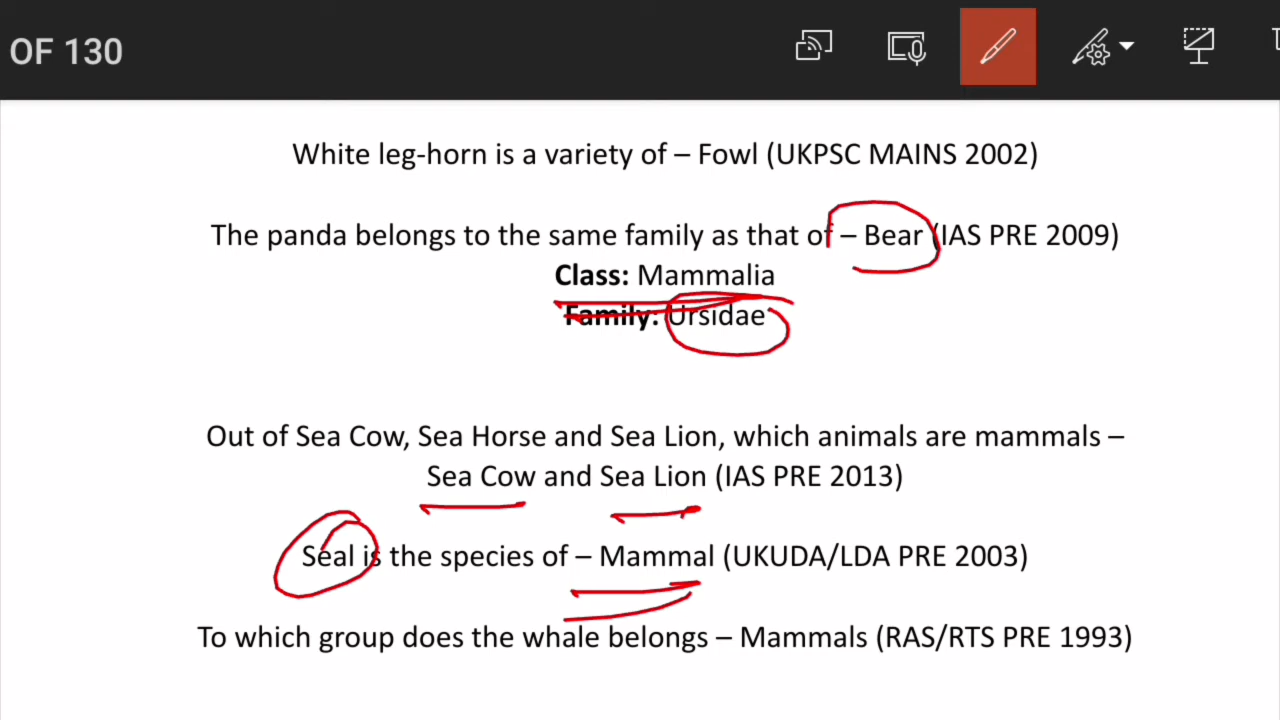 OF 130
White leg-horn is a variety of – Fowl (UKPSC MAINS 2002)
The panda belongs to the same family as that of – Bear (IAS PRE 2009)
Class: Mammalia
Family: Ursidae
Out of Sea Cow, Sea Horse and Sea Lion, which animals are mammals –
Sea Cow and Sea Lion (IAS PRE 2013)
Seal is the species of – Mammal (UKUDA/LDA PRE 2003)
To which group does the whale belongs – Mammals (RAS/RTS PRE 1993)